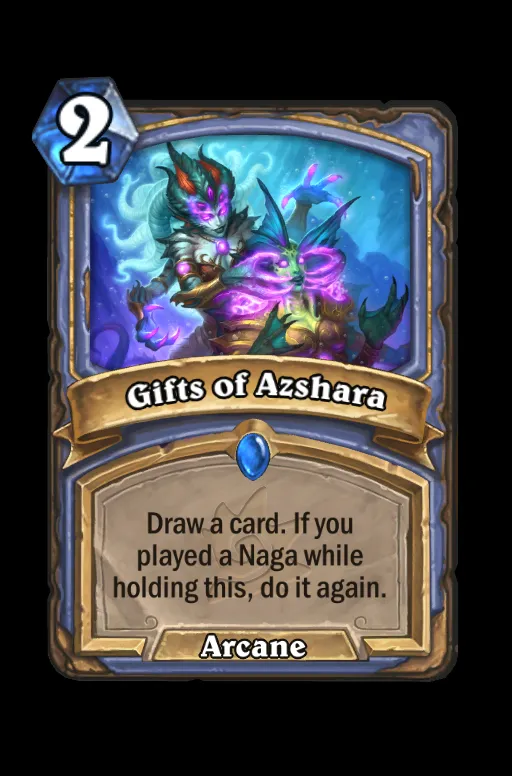 2
Gifts of Azshara
Draw a card. If you
played a Naga while
holding this, do it again.
Arcane